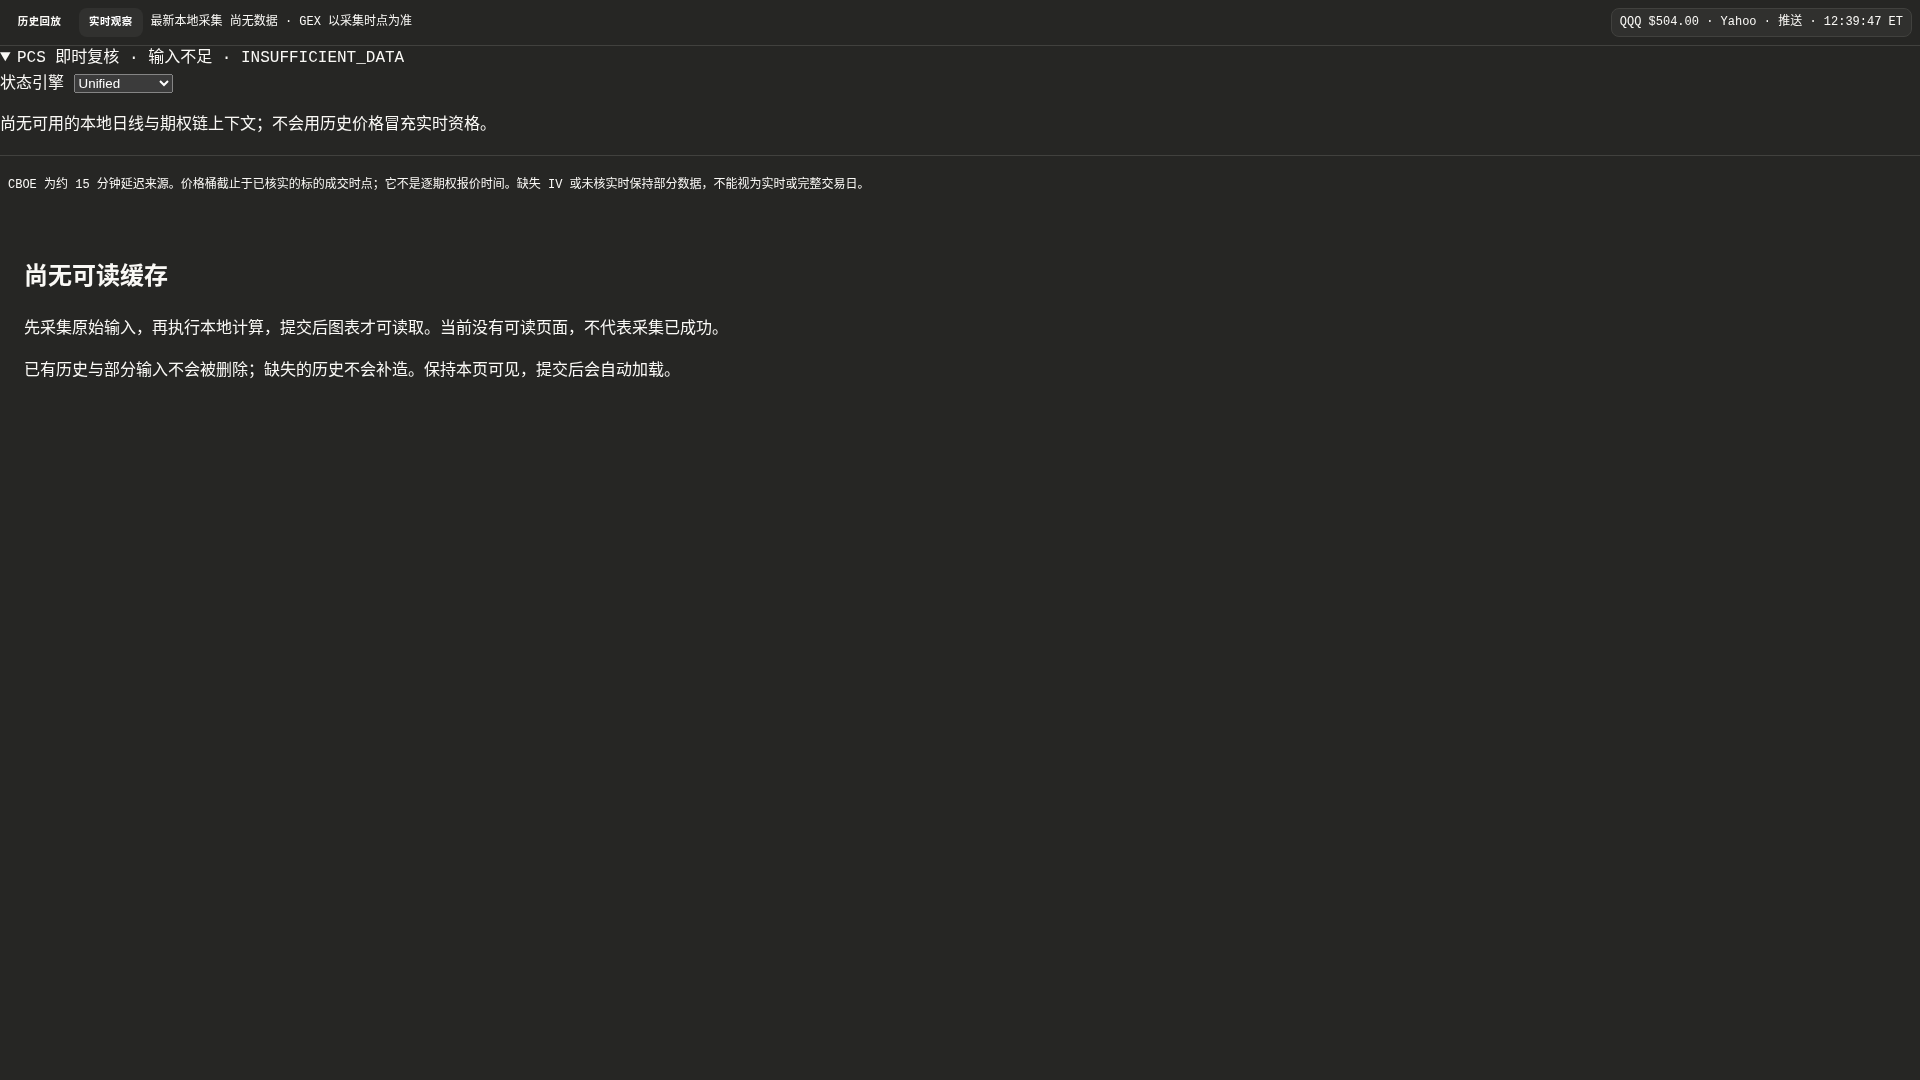 历史回放 实时观察 最新本地采集 尚无数据 · GEX 以采集时点为准 QQQ $504.00 · Yahoo · 推送 · 12:39:47 ET
▼ PCS 即时复核 · 输入不足 · INSUFFICIENT_DATA
状态引擎 Unified
尚无可用的本地日线与期权链上下文；不会用历史价格冒充实时资格。
CBOE 为约 15 分钟延迟来源。价格桶截止于已核实的标的成交时点；它不是逐期权报价时间。缺失 IV 或未核实时保持部分数据，不能视为实时或完整交易日。
尚无可读缓存
先采集原始输入，再执行本地计算，提交后图表才可读取。当前没有可读页面，不代表采集已成功。
已有历史与部分输入不会被删除；缺失的历史不会补造。保持本页可见，提交后会自动加载。